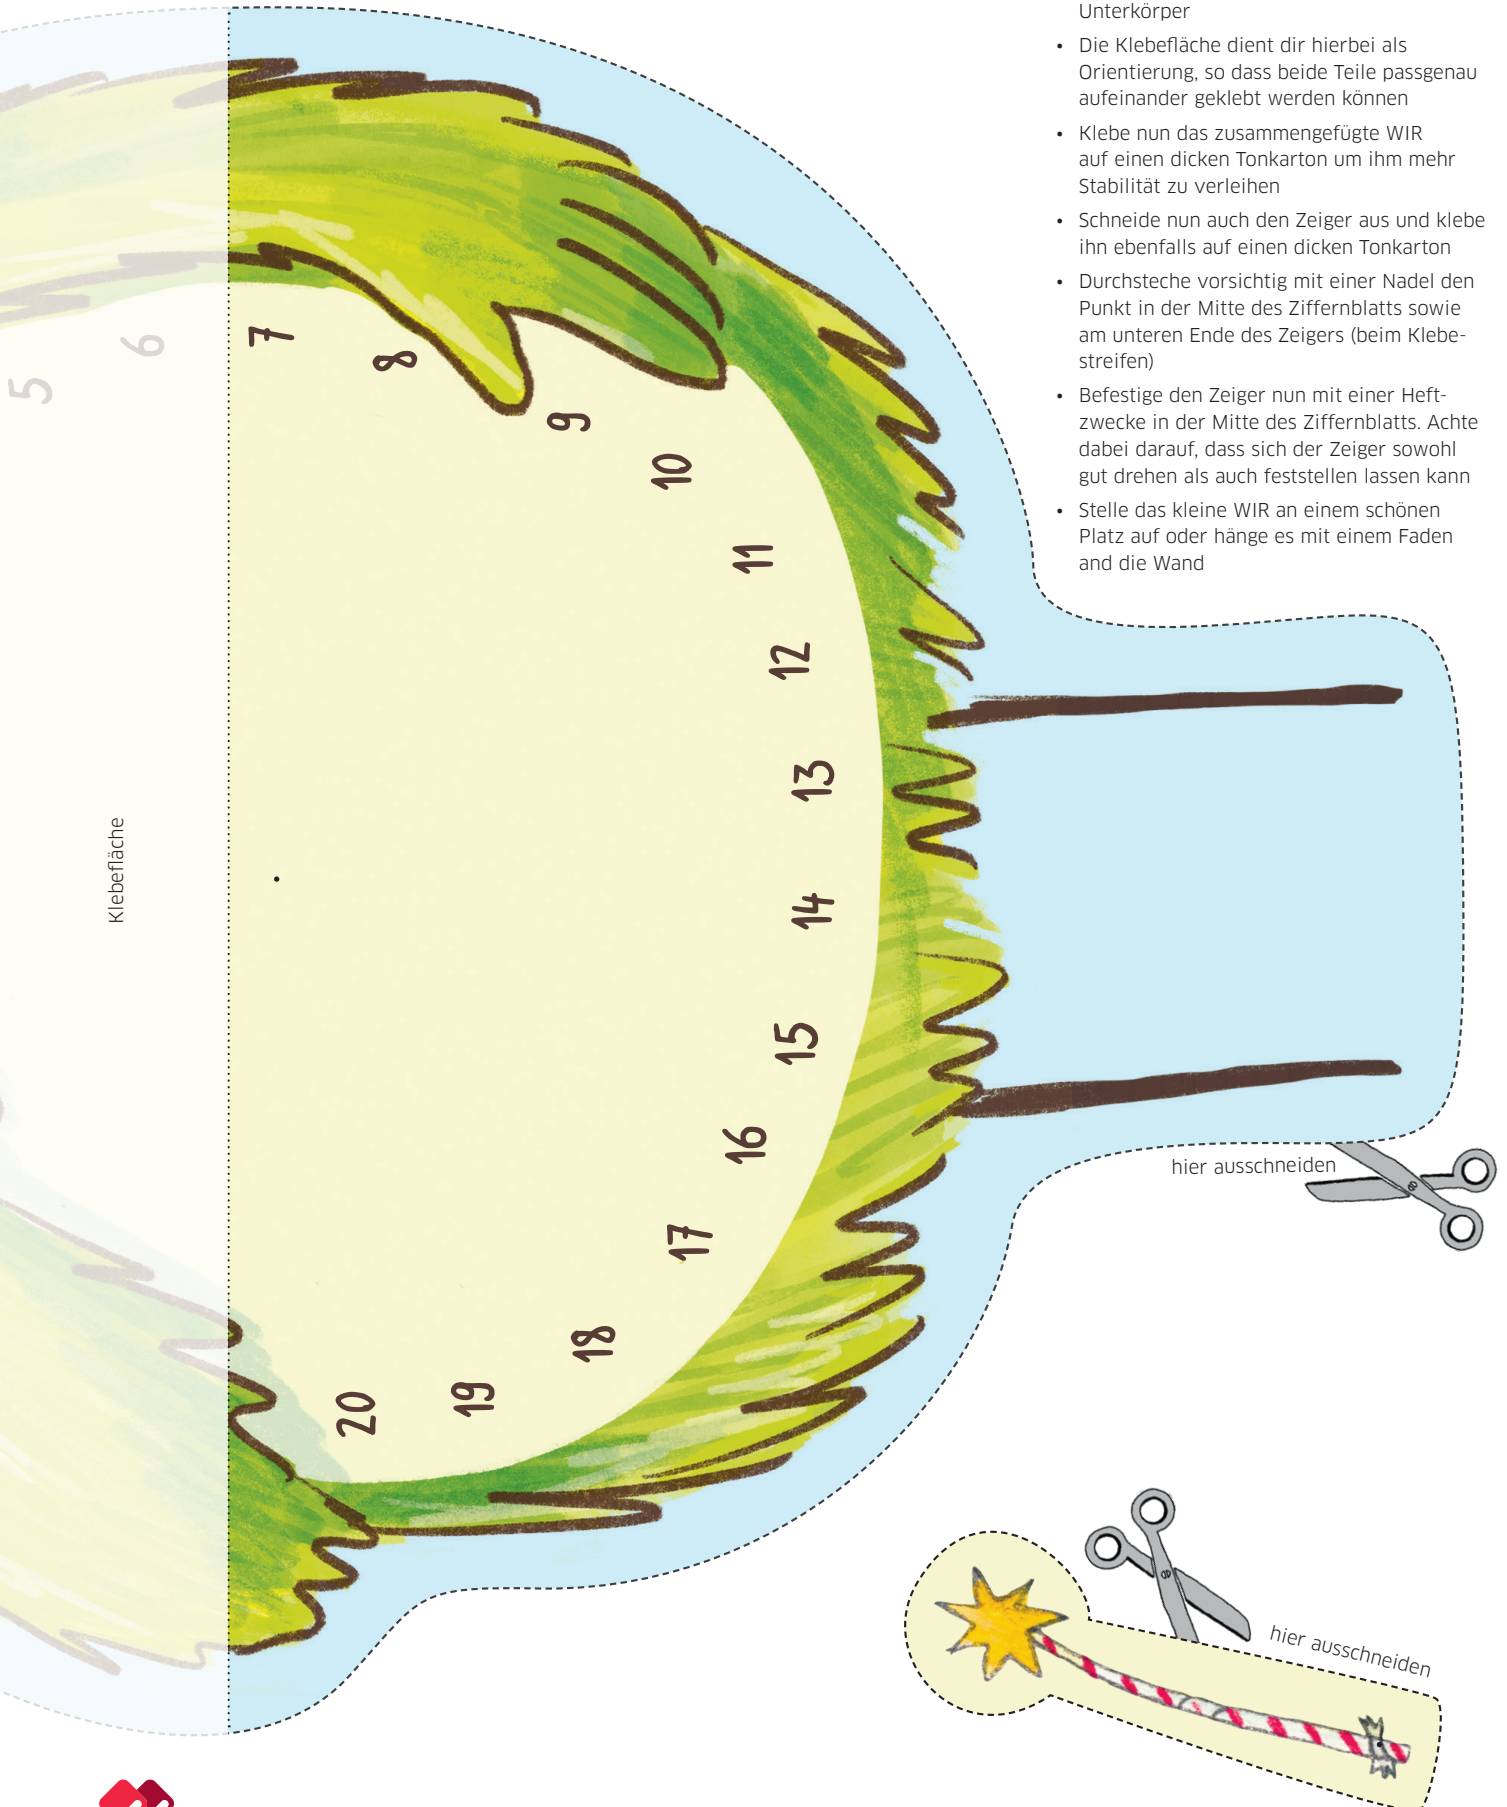 Unterkörper
• Die Klebefläche dient dir hierbei als
Orientierung, so dass beide Teile passgenau
aufeinander geklebt werden können
• Klebe nun das zusammengefügte WIR
auf einen dicken Tonkarton um ihm mehr
Stabilität zu verleihen
• Schneide nun auch den Zeiger aus und klebe
ihn ebenfalls auf einen dicken Tonkarton
• Durchsteche vorsichtig mit einer Nadel den
Punkt in der Mitte des Ziffernblatts sowie
am unteren Ende des Zeigers (beim Klebe-
streifen)
• Befestige den Zeiger nun mit einer Heft-
zwecke in der Mitte des Ziffernblatts. Achte
dabei darauf, dass sich der Zeiger sowohl
gut drehen als auch feststellen lassen kann
• Stelle das kleine WIR an einem schönen
Platz auf oder hänge es mit einem Faden
and die Wand
5
6
7
8
9
10
11
12
13
14
15
16
17
18
19
20
Klebefläche
hier ausschneiden
hier ausschneiden